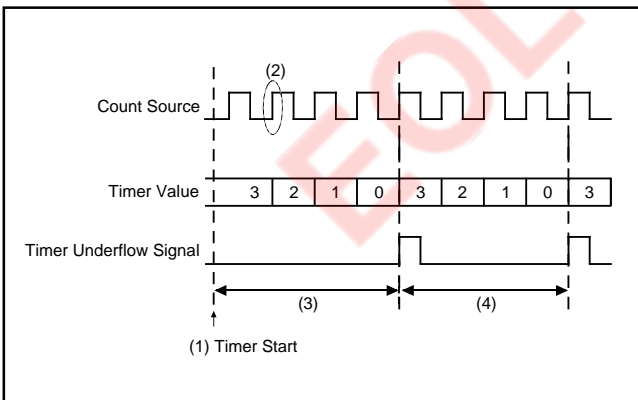 (2)
Count Source
Timer Value 3 2 1 0 3 2 1 0 3
Timer Underflow Signal
(3) (4)
(1) Timer Start
EOL